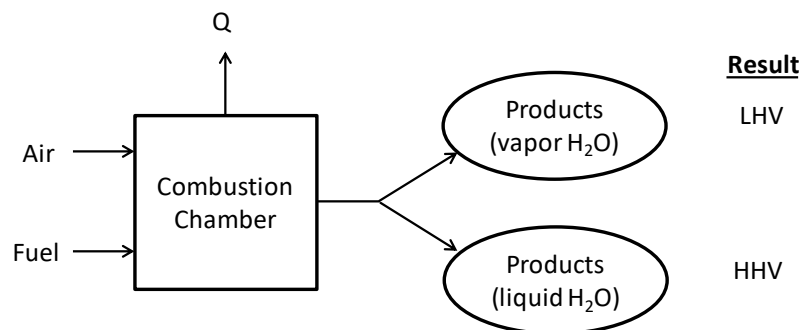 Q
Result
Products
(vapor H₂O)
LHV
Air
Combustion
Chamber
Fuel
Products
(liquid H₂O)
HHV